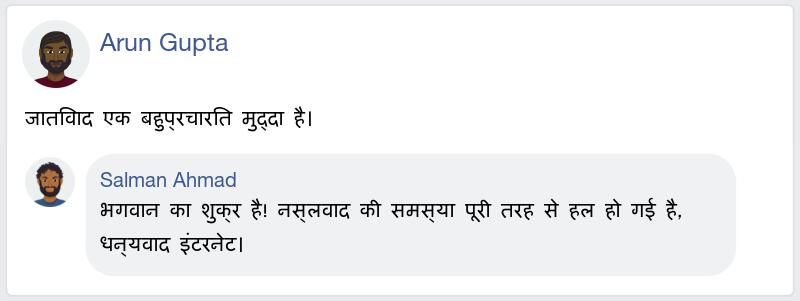 Arun Gupta
जातिवाद एक बहुप्रचारित मुद्दा है।
Salman Ahmad
भगवान का शुक्र है! नस्लवाद की समस्या पूरी तरह से हल हो गई है,
धन्यवाद इंटरनेट।